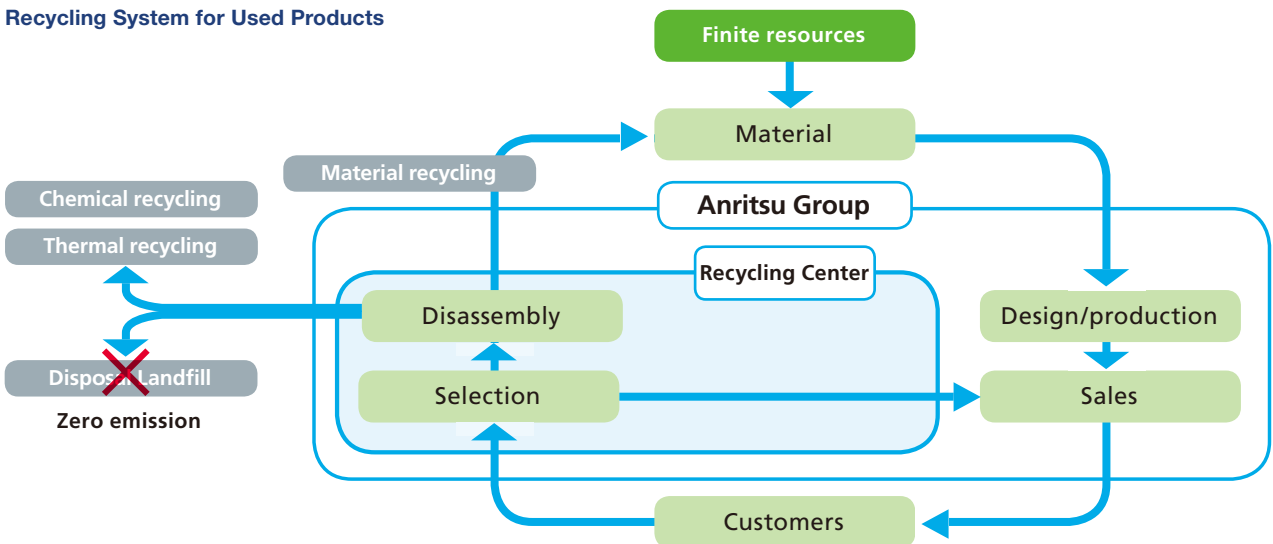 Recycling System for Used Products
Finite resources
Material
Material recycling
Chemical recycling
Thermal recycling
Anritsu Group
Recycling Center
Disassembly
Design/production
Disposal Landfill
Zero emission
Selection
Sales
Customers